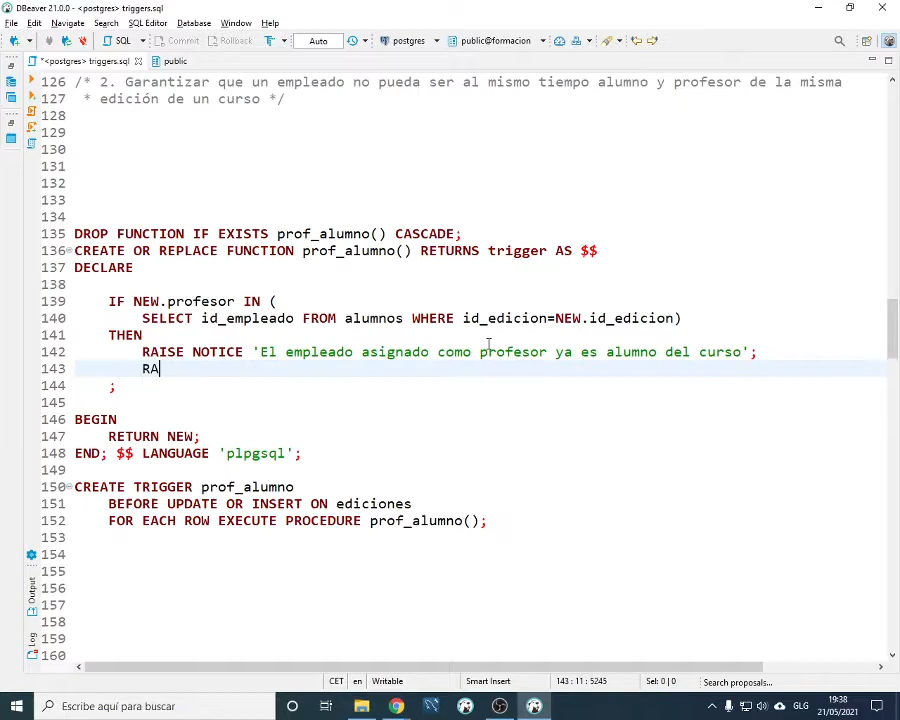 DBeaver 21.0.0 - <postgres> triggers.sql
File Edit Navigate Search SQL Editor Database Window Help
SQL Commit Rollback T Auto postgres public@formacion
*<postgres> triggers.sql public
126 /* 2. Garantizar que un empleado no pueda ser al mismo tiempo alumno y profesor de la misma
127 * edición de un curso */
128
129
130
131
132
133
134
135 DROP FUNCTION IF EXISTS prof_alumno() CASCADE;
136 CREATE OR REPLACE FUNCTION prof_alumno() RETURNS trigger AS $$
137 DECLARE
138
139 IF NEW.profesor IN (
140 SELECT id_empleado FROM alumnos WHERE id_edicion=NEW.id_edicion)
141 THEN
142 RAISE NOTICE 'El empleado asignado como profesor ya es alumno del curso';
143 RA
144 ;
145
146 BEGIN
147 RETURN NEW;
148 END; $$ LANGUAGE 'plpgsql';
149
150 CREATE TRIGGER prof_alumno
151 BEFORE UPDATE OR INSERT ON ediciones
152 FOR EACH ROW EXECUTE PROCEDURE prof_alumno();
153
154
155
156
157
158
159
160
Output
Log
CET en Writable Smart Insert 143 : 11 : 5245 Sel: 0 | 0 Search proposals...
Escribe aquí para buscar
GLG
19:38
21/05/2021